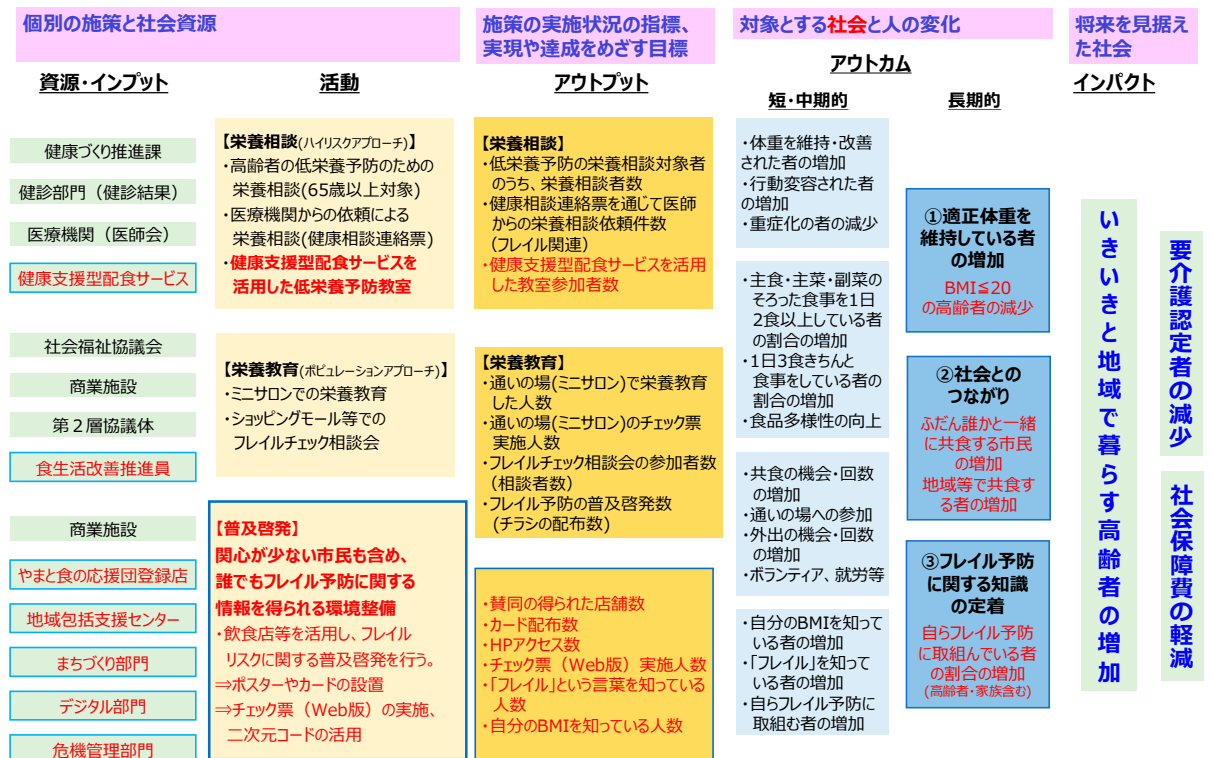 個別の施策と社会資源
施策の実施状況の指標、
実現や達成をめざす目標
対象とする社会と人の変化
将来を見据え
た社会
資源・インプット
活動
アウトプット
アウトカム
短・中期的
長期的
インパクト
健康づくり推進課
健診部門（健診結果）
医療機関（医師会）
健康支援型配食サービス
社会福祉協議会
商業施設
第２層協議体
食生活改善推進員
商業施設
やまと食の応援団登録店
地域包括支援センター
まちづくり部門
デジタル部門
危機管理部門
【栄養相談(ハイリスクアプローチ)】
・高齢者の低栄養予防のための
栄養相談(65歳以上対象)
・医療機関からの依頼による
栄養相談(健康相談連絡票)
・健康支援型配食サービスを
活用した低栄養予防教室
【栄養教育(ポピュレーションアプローチ)】
・ミニサロンでの栄養教育
・ショッピングモール等での
フレイルチェック相談会
【普及啓発】
関心が少ない市民も含め、
誰でもフレイル予防に関する
情報を得られる環境整備
・飲食店等を活用し、フレイル
リスクに関する普及啓発を行う。
⇒ポスターやカードの設置
⇒チェック票（Web版）の実施、
二次元コードの活用
【栄養相談】
・低栄養予防の栄養相談対象者
のうち、栄養相談者数
・健康相談連絡票を通じて医師
からの栄養相談依頼件数
(フレイル関連)
・健康支援型配食サービスを活用
した教室参加者数
【栄養教育】
・通いの場(ミニサロン)で栄養教育
した人数
・通いの場(ミニサロン)のチェック票
実施人数
・フレイルチェック相談会の参加者数
(相談者数)
・フレイル予防の普及啓発数
(チラシの配布数)
・賛同の得られた店舗数
・カード配布数
・HPアクセス数
・チェック票（Web版）実施人数
・「フレイル」という言葉を知っている
人数
・自分のBMIを知っている人数
・体重を維持・改善
された者の増加
・行動変容された者
の増加
・重症化の者の減少
・主食・主菜・副菜の
そろった食事を1日
2食以上している者
の割合の増加
・1日3食きちんと
食事をしている者の
割合の増加
・食品多様性の向上
・共食の機会・回数
の増加
・通いの場への参加
・外出の機会・回数
の増加
・ボランティア、就労等
・自分のBMIを知って
いる者の増加
・「フレイル」を知って
いる者の増加
・自らフレイル予防に
取組む者の増加
①適正体重を
維持している者
の増加
BMI≦20
の高齢者の減少
②社会との
つながり
ふだん誰かと一緒
に共食する市民
の増加
地域等で共食す
る者の増加
③フレイル予防
に関する知識
の定着
自らフレイル予防
に取組んでいる者
の割合の増加
(高齢者・家族含む)
いきいきと地域で暮らす高齢者の増加
要介護認定者の減少
社会保障費の軽減